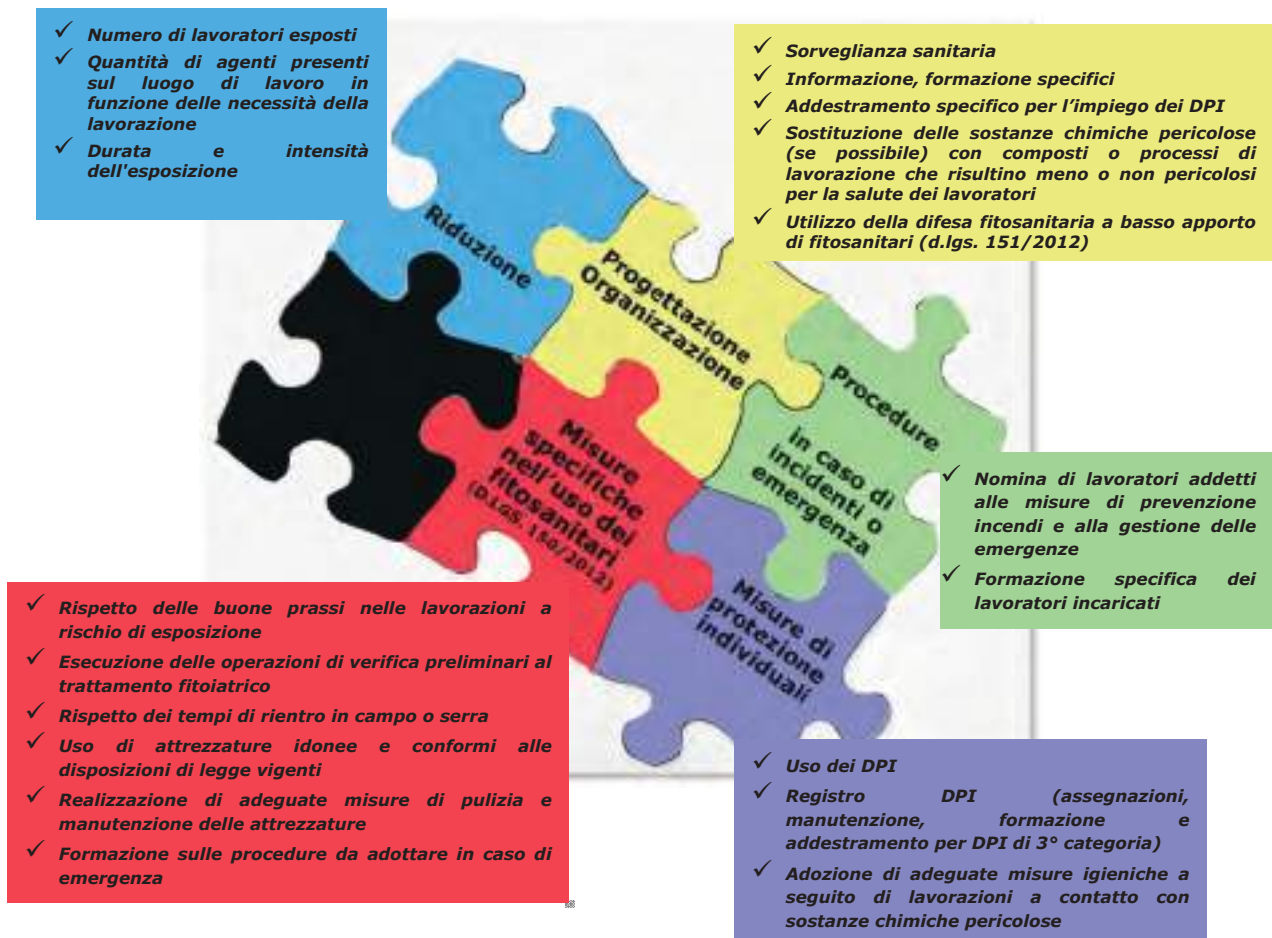 ✓ Numero di lavoratori esposti
✓ Quantità di agenti presenti
sul luogo di lavoro in
funzione delle necessità della
lavorazione
✓ Durata e intensità
dell'esposizione
✓ Sorveglianza sanitaria
✓ Informazione, formazione specifici
✓ Addestramento specifico per l'impiego dei DPI
✓ Sostituzione delle sostanze chimiche pericolose
(se possibile) con composti o processi di
lavorazione che risultino meno o non pericolosi
per la salute dei lavoratori
✓ Utilizzo della difesa fitosanitaria a basso apporto
di fitosanitari (d.lgs. 151/2012)
Riduzione
Progettazione
Organizzazione
Procedure
in caso di
incidenti o
emergenza
Misure
specifiche
nell'uso dei
fitosanitari
(D.LGS. 150/2012)
Misure di
protezione
individuali
✓ Nomina di lavoratori addetti
alle misure di prevenzione
incendi e alla gestione delle
emergenze
✓ Formazione specifica dei
lavoratori incaricati
✓ Rispetto delle buone prassi nelle lavorazioni a
rischio di esposizione
✓ Esecuzione delle operazioni di verifica preliminari al
trattamento fitoiatrico
✓ Rispetto dei tempi di rientro in campo o serra
✓ Uso di attrezzature idonee e conformi alle
disposizioni di legge vigenti
✓ Realizzazione di adeguate misure di pulizia e
manutenzione delle attrezzature
✓ Formazione sulle procedure da adottare in caso di
emergenza
✓ Uso dei DPI
✓ Registro DPI (assegnazioni,
manutenzione, formazione e
addestramento per DPI di 3° categoria)
✓ Adozione di adeguate misure igieniche a
seguito di lavorazioni a contatto con
sostanze chimiche pericolose